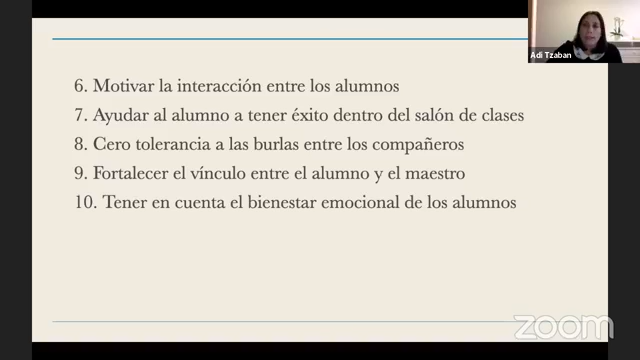 Adi Tzaban
6. Motivar la interacción entre los alumnos
7. Ayudar al alumno a tener éxito dentro del salón de clases
8. Cero tolerancia a las burlas entre los compañeros
9. Fortalecer el vínculo entre el alumno y el maestro
10. Tener en cuenta el bienestar emocional de los alumnos
zoom